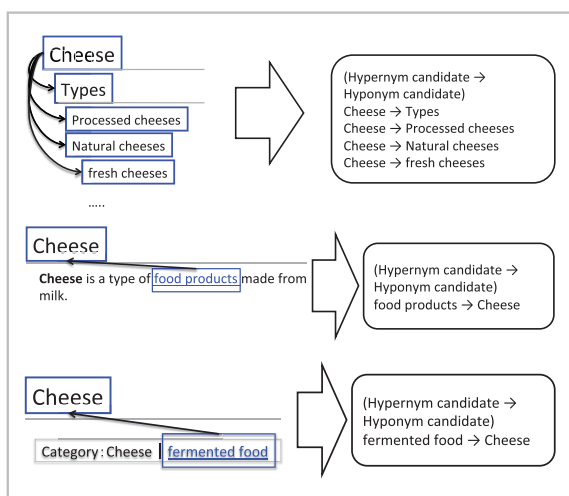 Cheese
Types
Processed cheeses
Natural cheeses
fresh cheeses
.....
(Hypernym candidate →
Hyponym candidate)
Cheese → Types
Cheese → Processed cheeses
Cheese → Natural cheeses
Cheese → fresh cheeses
Cheese
Cheese is a type of food products made from
milk.
(Hypernym candidate →
Hyponym candidate)
food products → Cheese
Cheese
Category : Cheese | fermented food
(Hypernym candidate →
Hyponym candidate)
fermented food → Cheese